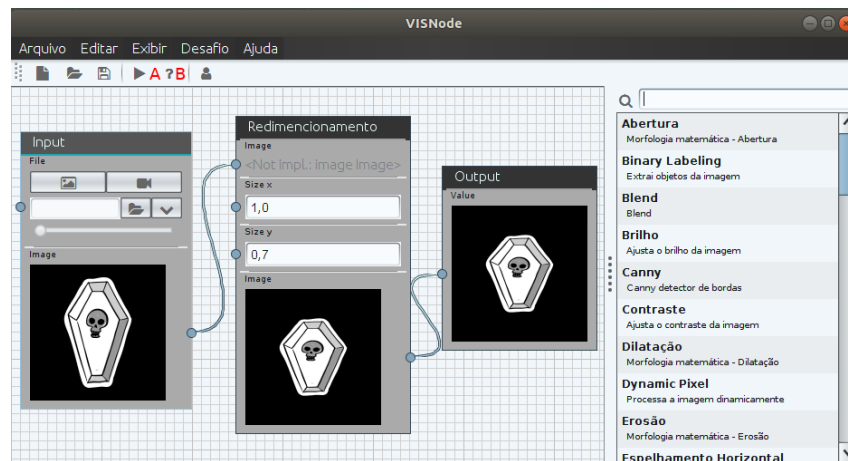 VISNode
Arquivo Editar Exibir Desafio Ajuda
A ? B
Input
File
Image
Redimencionamento
Image
<Not impl.: Image Image>
Size x
1,0
Size y
0,7
Image
Output
Value
Abertura
Morfologia matemática - Abertura
Binary Labeling
Extrai objetos da imagem
Blend
Blend
Brilho
Ajusta o brilho da imagem
Canny
Canny detector de bordas
Contraste
Ajusta o contraste da imagem
Dilatação
Morfologia matemática - Dilatação
Dynamic Pixel
Processa a imagem dinamicamente
Erosão
Morfologia matemática - Erosão
Espelhamento Horizontal